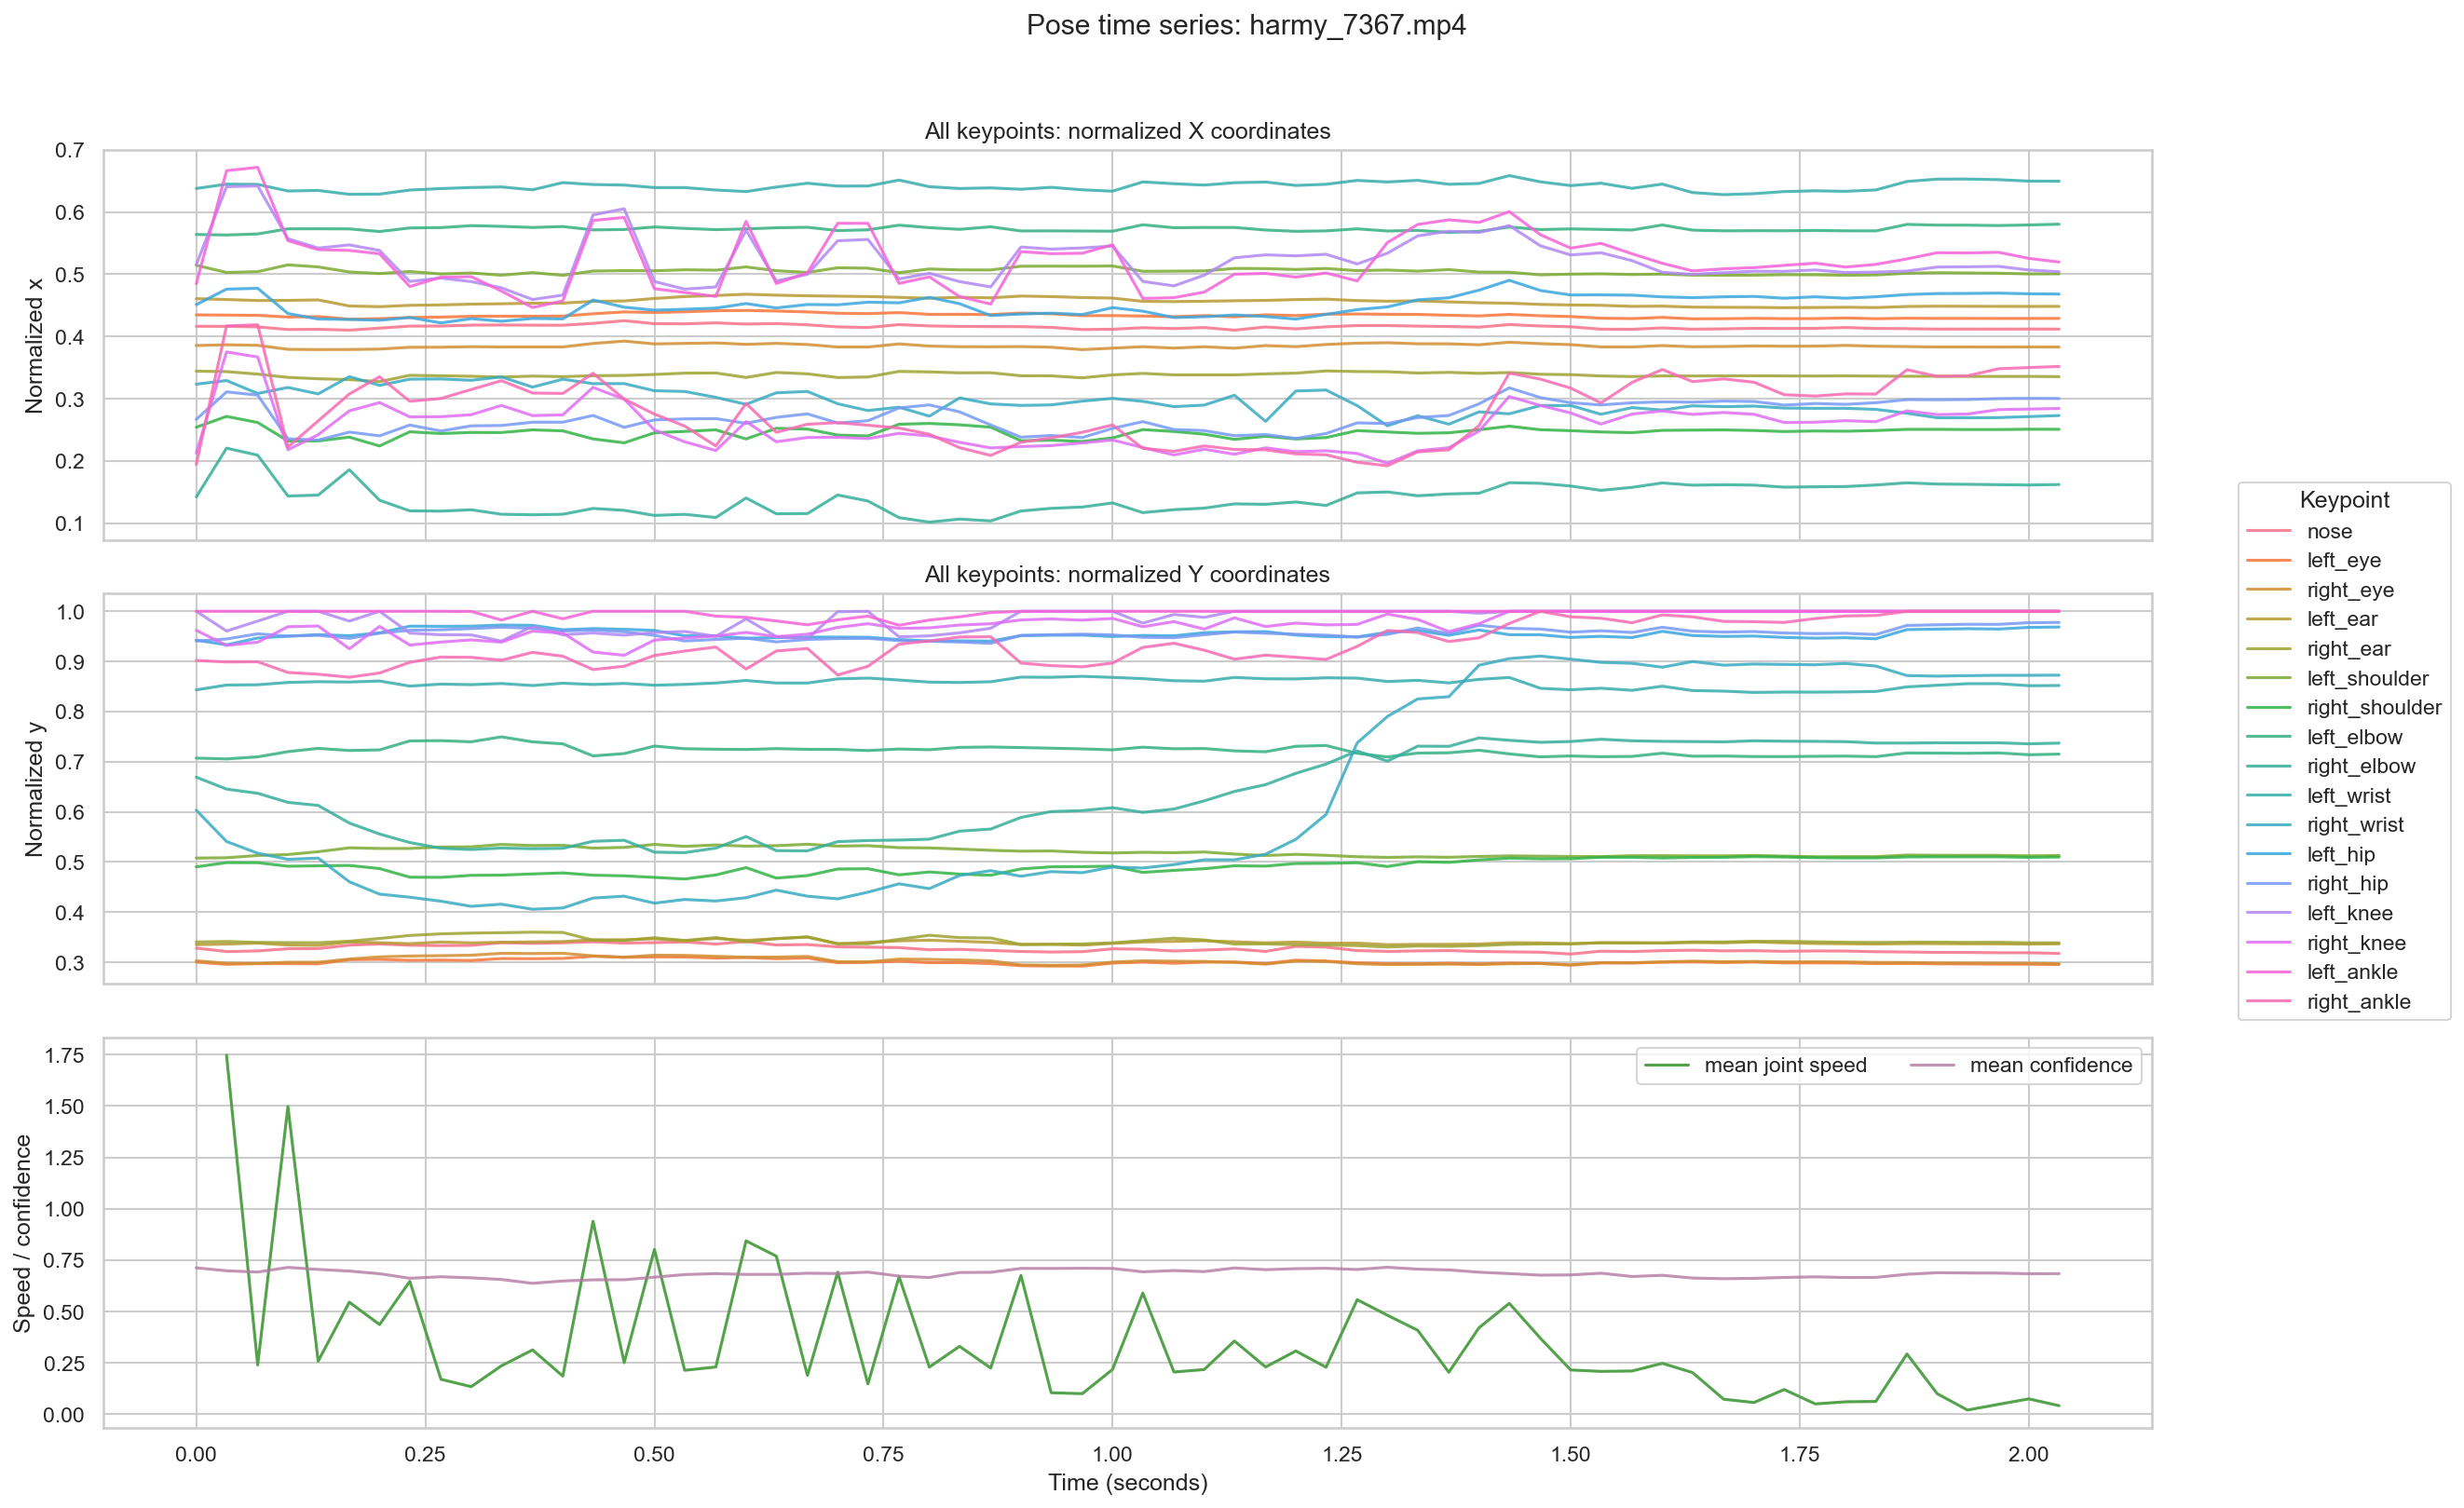 Pose time series: harmy_7367.mp4
All keypoints: normalized X coordinates
Normalized x
0.7
0.6
0.5
0.4
0.3
0.2
0.1
All keypoints: normalized Y coordinates
Normalized y
1.0
0.9
0.8
0.7
0.6
0.5
0.4
0.3
Keypoint
nose
left_eye
right_eye
left_ear
right_ear
left_shoulder
right_shoulder
left_elbow
right_elbow
left_wrist
right_wrist
left_hip
right_hip
left_knee
right_knee
left_ankle
right_ankle
Speed / confidence
1.75
1.50
1.25
1.00
0.75
0.50
0.25
0.00
mean joint speed mean confidence
0.00 0.25 0.50 0.75 1.00 1.25 1.50 1.75 2.00
Time (seconds)